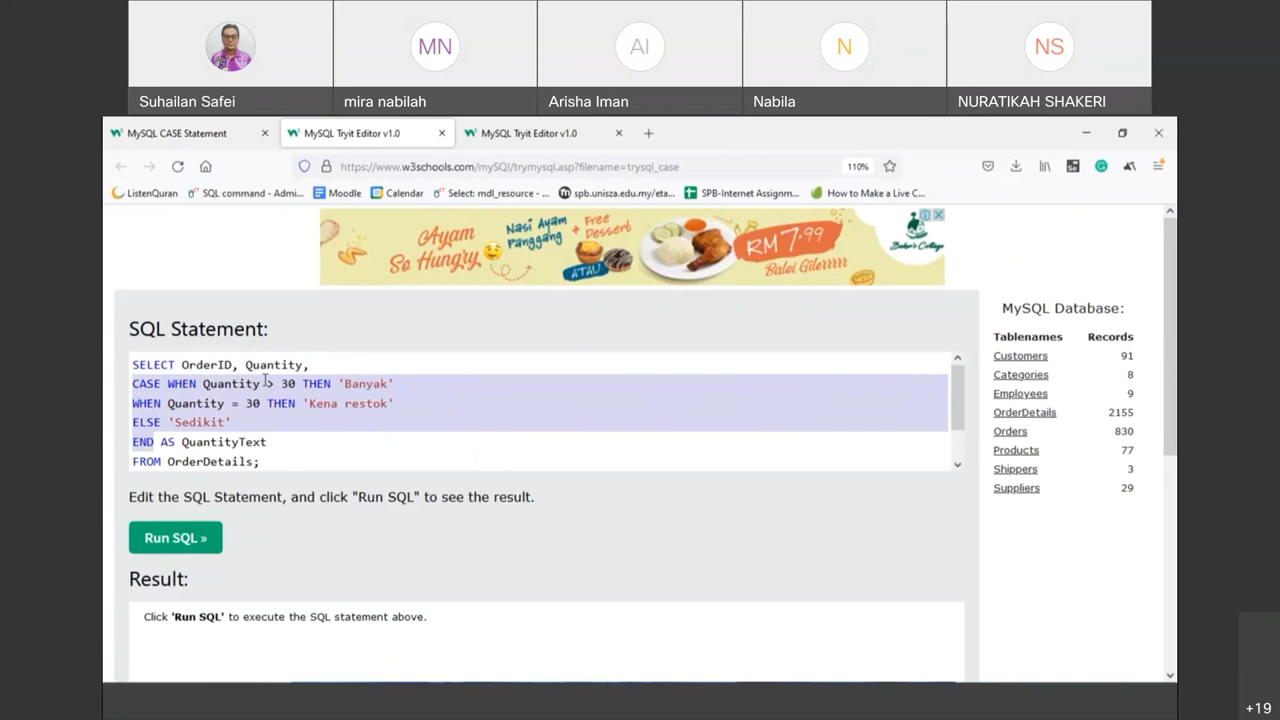 MN
AI
N
NS
Suhailan Safei
mira nabilah
Arisha Iman
Nabila
NURATIKAH SHAKERI
MySQL CASE Statement
MySQL Tryit Editor v1.0
MySQL Tryit Editor v1.0
https://www.w3schools.com/mySQl/trymysql.asp?filename=trysql_case
110%
ListenQuran
SQL command - Admi...
Moodle
Calendar
Select: mdl_resource - ...
spb.unisza.edu.my/eta...
SPB-Internet Assignm...
How to Make a Live C...
Ayam
So Hungry
Nasi Ayam
Panggang
+ Free
Dessert
ATAU
RM 7.99
Baloi Gilerrrrr
Baker's Cottage
SQL Statement:
SELECT OrderID, Quantity,
CASE WHEN Quantity > 30 THEN 'Banyak'
WHEN Quantity = 30 THEN 'Kena restok'
ELSE 'Sedikit'
END AS QuantityText
FROM OrderDetails;
Edit the SQL Statement, and click "Run SQL" to see the result.
Run SQL »
Result:
Click 'Run SQL' to execute the SQL statement above.
MySQL Database:
Tablenames Records
Customers 91
Categories 8
Employees 9
OrderDetails 2155
Orders 830
Products 77
Shippers 3
Suppliers 29
+19